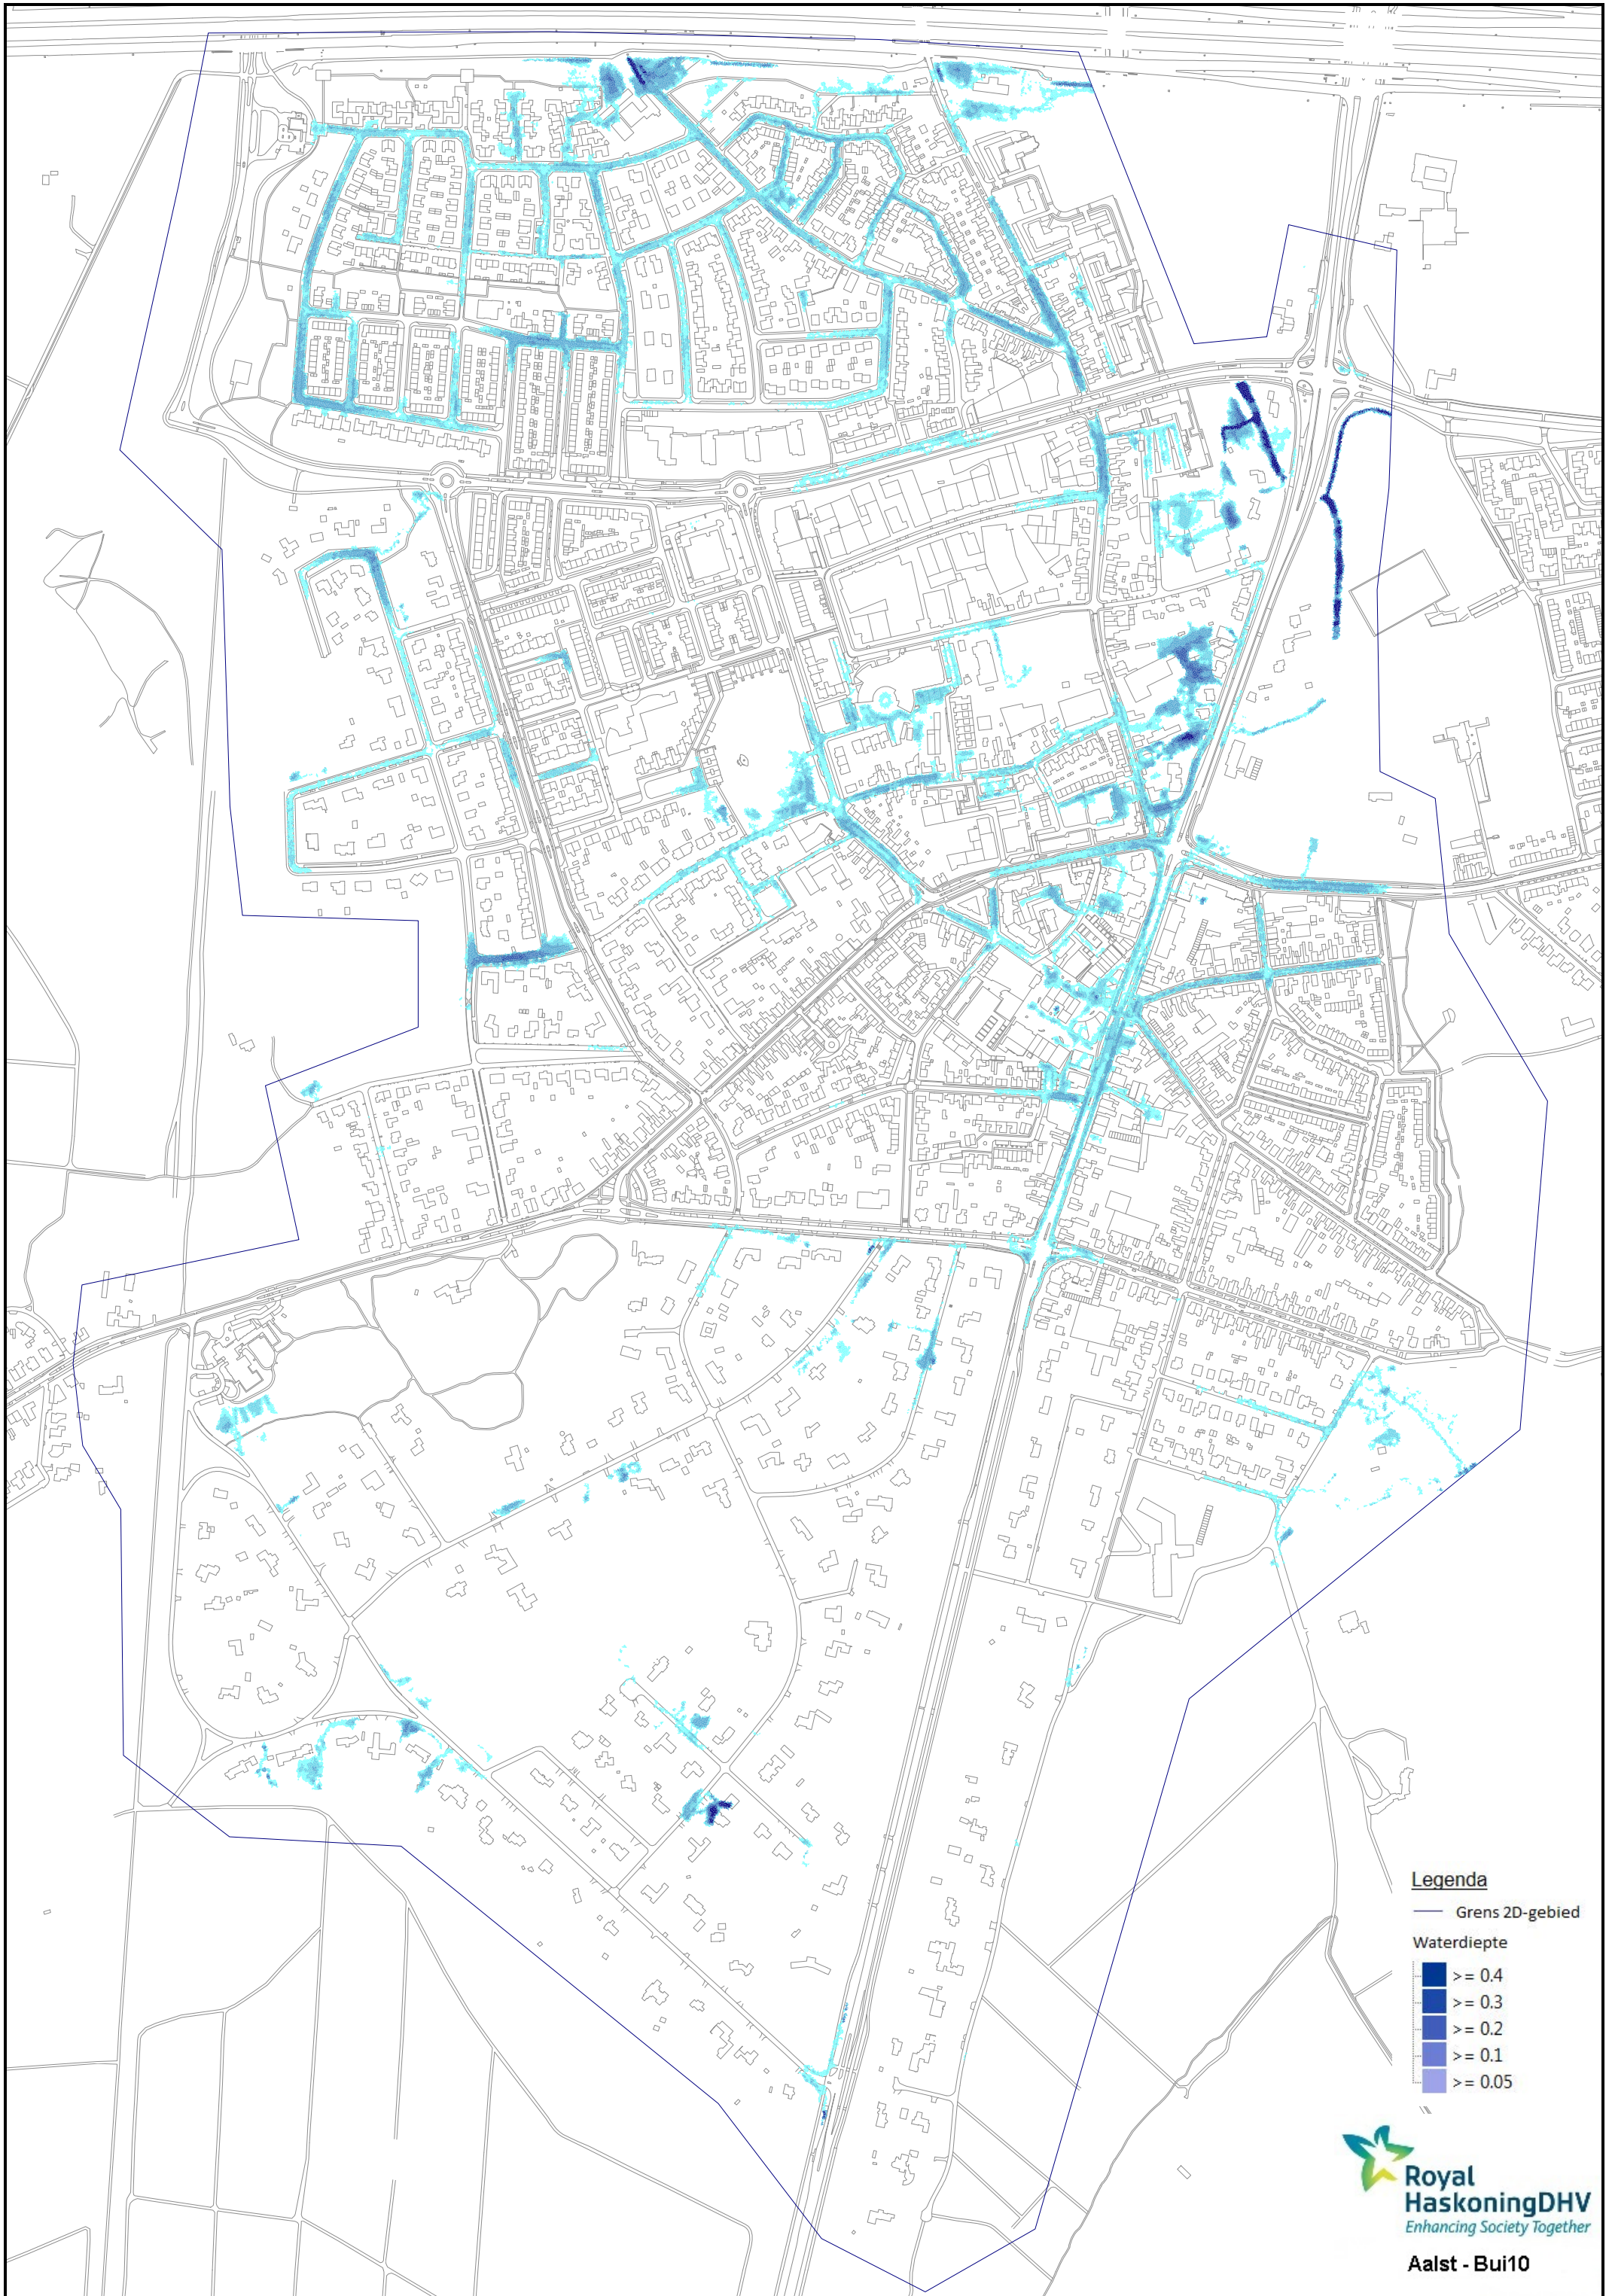 Legenda
Grens 2D-gebied
Waterdiepte
>= 0.4
>= 0.3
>= 0.2
>= 0.1
>= 0.05
Royal
HaskoningDHV
Enhancing Society Together
Aalst - Bui10